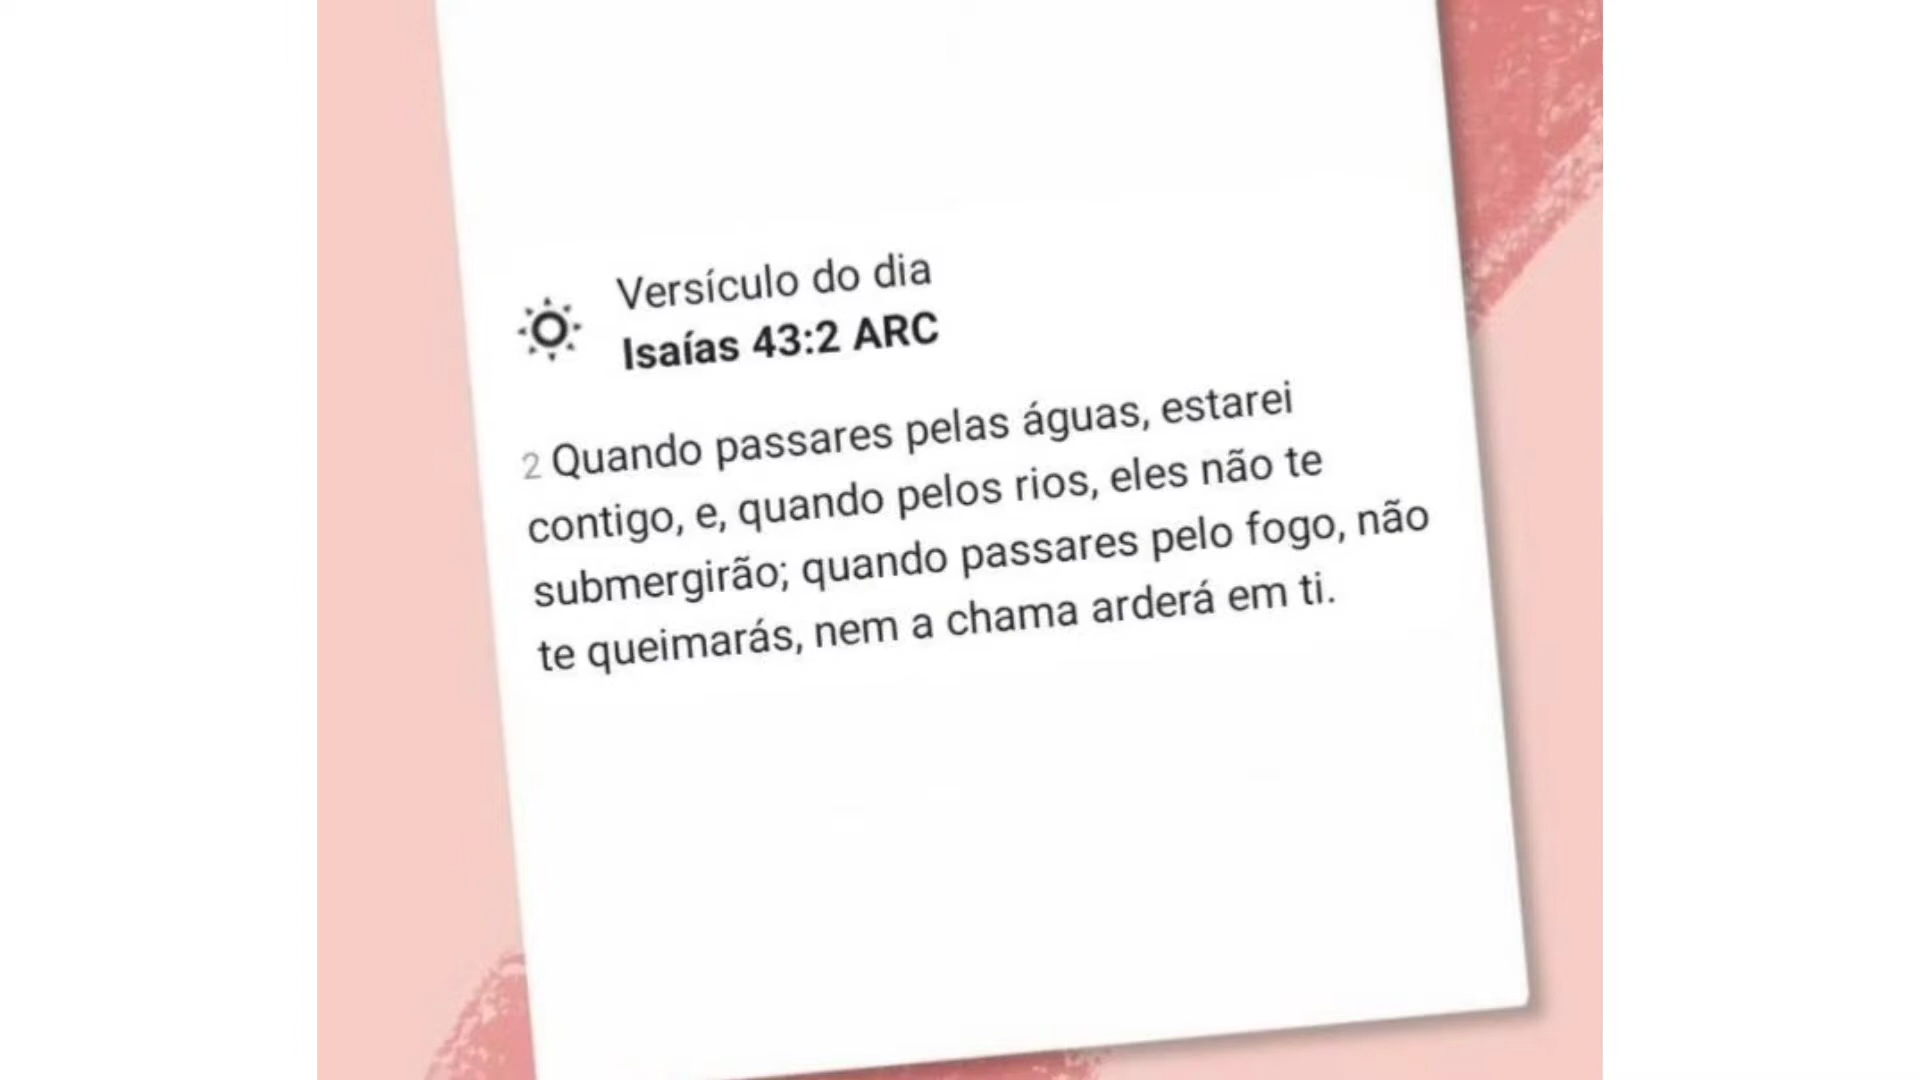 Versículo do dia
Isaías 43:2 ARC
2 Quando passares pelas águas, estarei
contigo, e, quando pelos rios, eles não te
submergirão; quando passares pelo fogo, não
te queimarás, nem a chama arderá em ti.